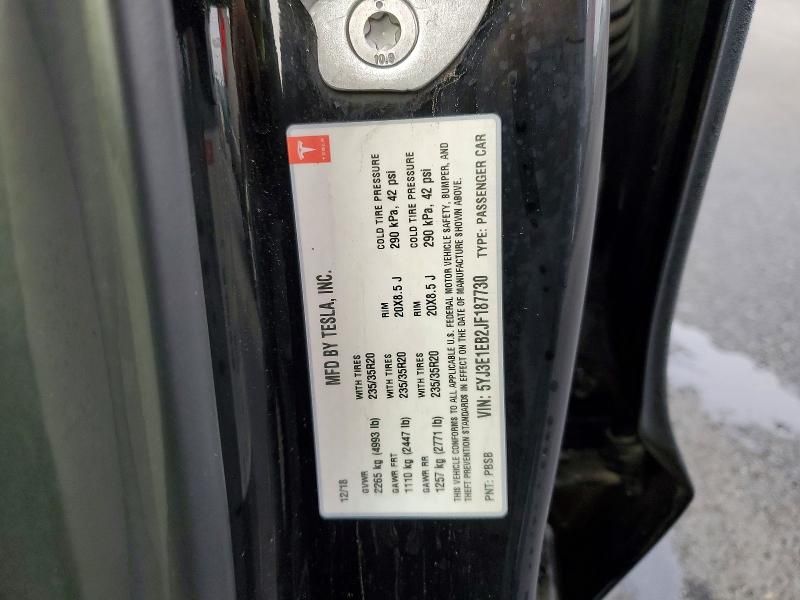 10.9
TESLA
MFD BY TESLA, INC.
12/18
GVWR WITH TIRES RIM COLD TIRE PRESSURE
2265 kg (4993 lb) 235/35R20 20X8.5 J 290 kPa, 42 psi
GAWR FRT WITH TIRES RIM COLD TIRE PRESSURE
1110 kg (2447 lb) 235/35R20 20X8.5 J 290 kPa, 42 psi
GAWR RR WITH TIRES
1257 kg (2771 lb) 235/35R20
THIS VEHICLE CONFORMS TO ALL APPLICABLE U.S. FEDERAL MOTOR VEHICLE SAFETY, BUMPER, AND
THEFT PREVENTION STANDARDS IN EFFECT ON THE DATE OF MANUFACTURE SHOWN ABOVE.
PNT: PBSB VIN: 5YJ3E1EB2JF187730 TYPE: PASSENGER CAR